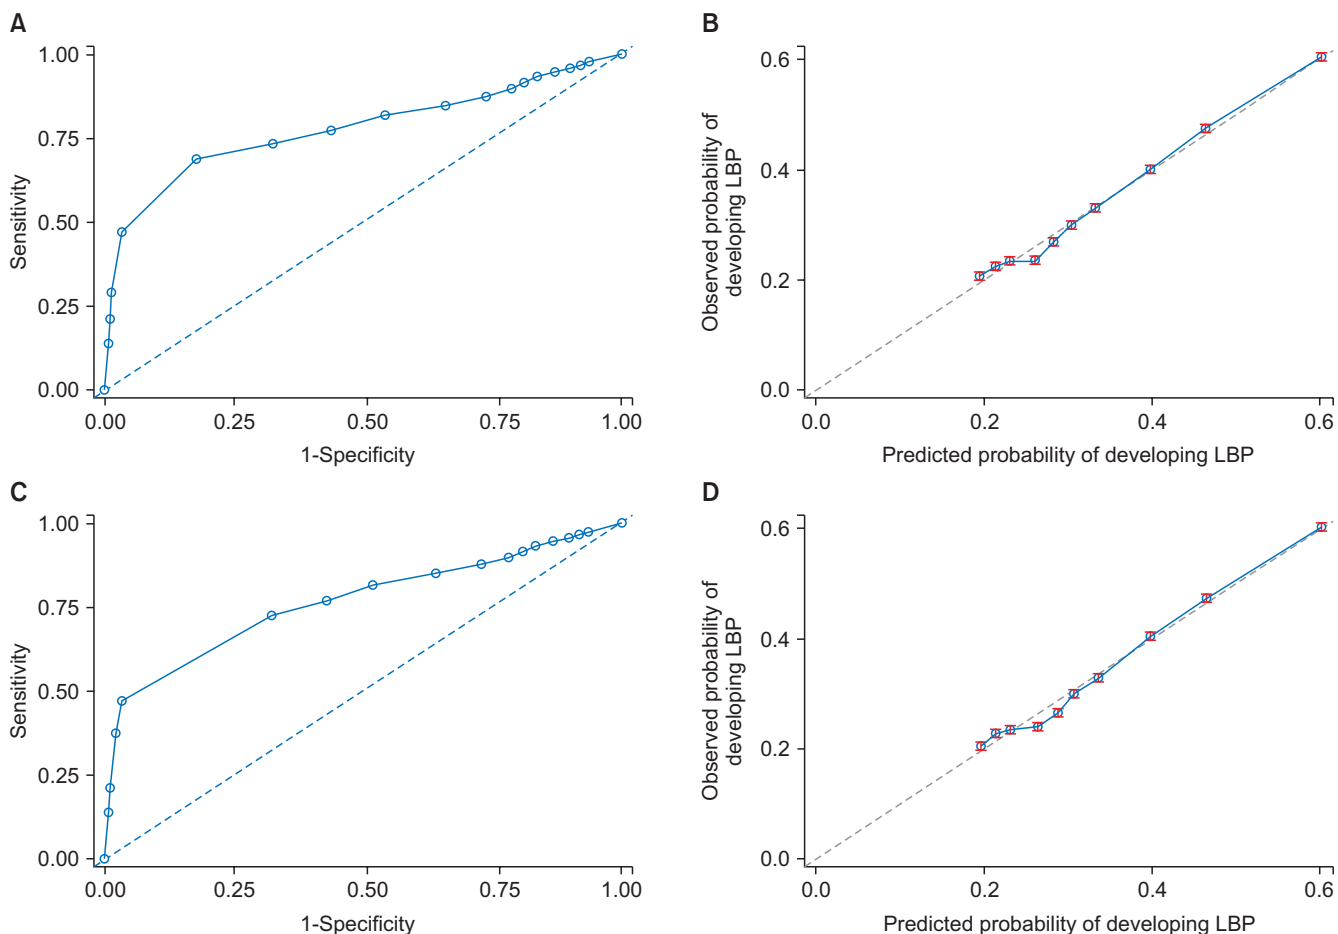 A
1.00
0.75
0.50
0.25
0.00
Sensitivity
0.00 0.25 0.50 0.75 1.00
1-Specificity
B
0.6
0.4
0.2
0.0
Observed probability of
developing LBP
0.0 0.2 0.4 0.6
Predicted probability of developing LBP
C
1.00
0.75
0.50
0.25
0.00
Sensitivity
0.00 0.25 0.50 0.75 1.00
1-Specificity
D
0.6
0.4
0.2
0.0
Observed probability of
developing LBP
0.0 0.2 0.4 0.6
Predicted probability of developing LBP